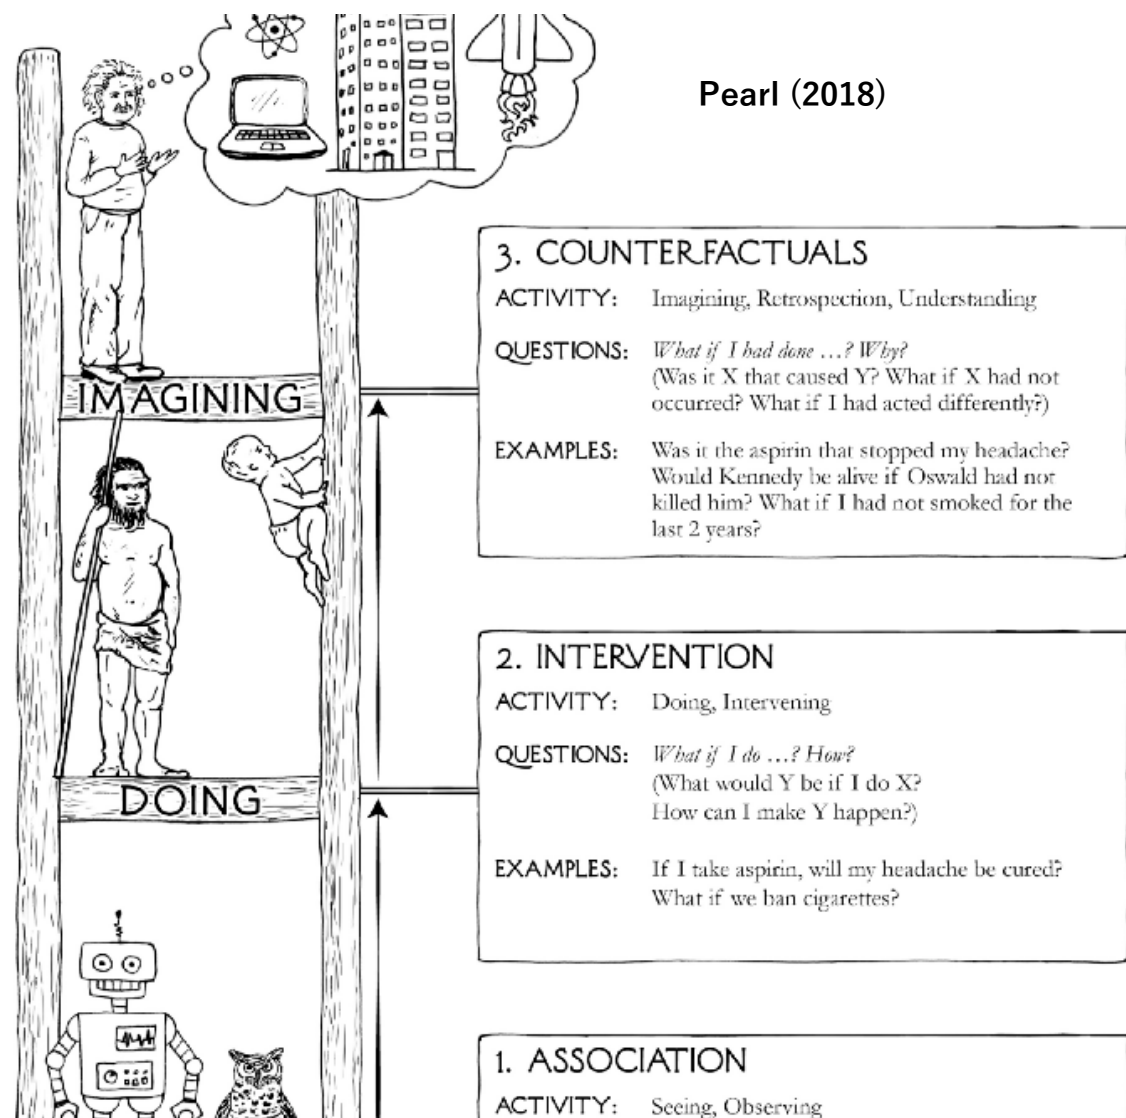 Pearl (2018)
3. COUNTERFACTUALS
ACTIVITY: Imagining, Retrospection, Understanding
QUESTIONS: What if I had done ...? Why?
(Was it X that caused Y? What if X had not
occurred? What if I had acted differently?)
EXAMPLES: Was it the aspirin that stopped my headache?
Would Kennedy be alive if Oswald had not
killed him? What if I had not smoked for the
last 2 years?
IMAGINING
2. INTERVENTION
ACTIVITY: Doing, Intervening
QUESTIONS: What if I do ...? How?
(What would Y be if I do X?
How can I make Y happen?)
EXAMPLES: If I take aspirin, will my headache be cured?
What if we ban cigarettes?
DOING
1. ASSOCIATION
ACTIVITY: Seeing, Observing